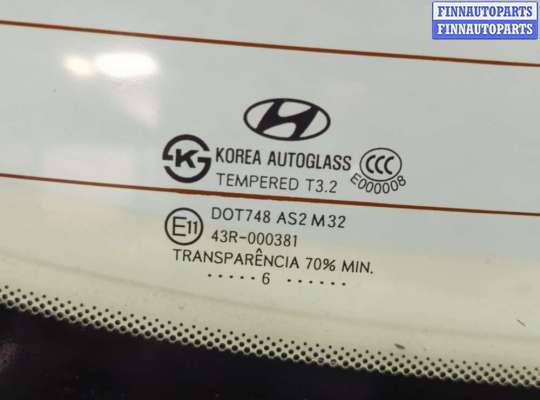 FINNAUTOPARTS
FINNAUTOPARTS
KS KOREA AUTOGLASS CCC
TEMPERED T3.2 E000008
E11 DOT748 AS2 M32
43R-000381
TRANSPARÊNCIA 70% MIN.
..... 6 ......